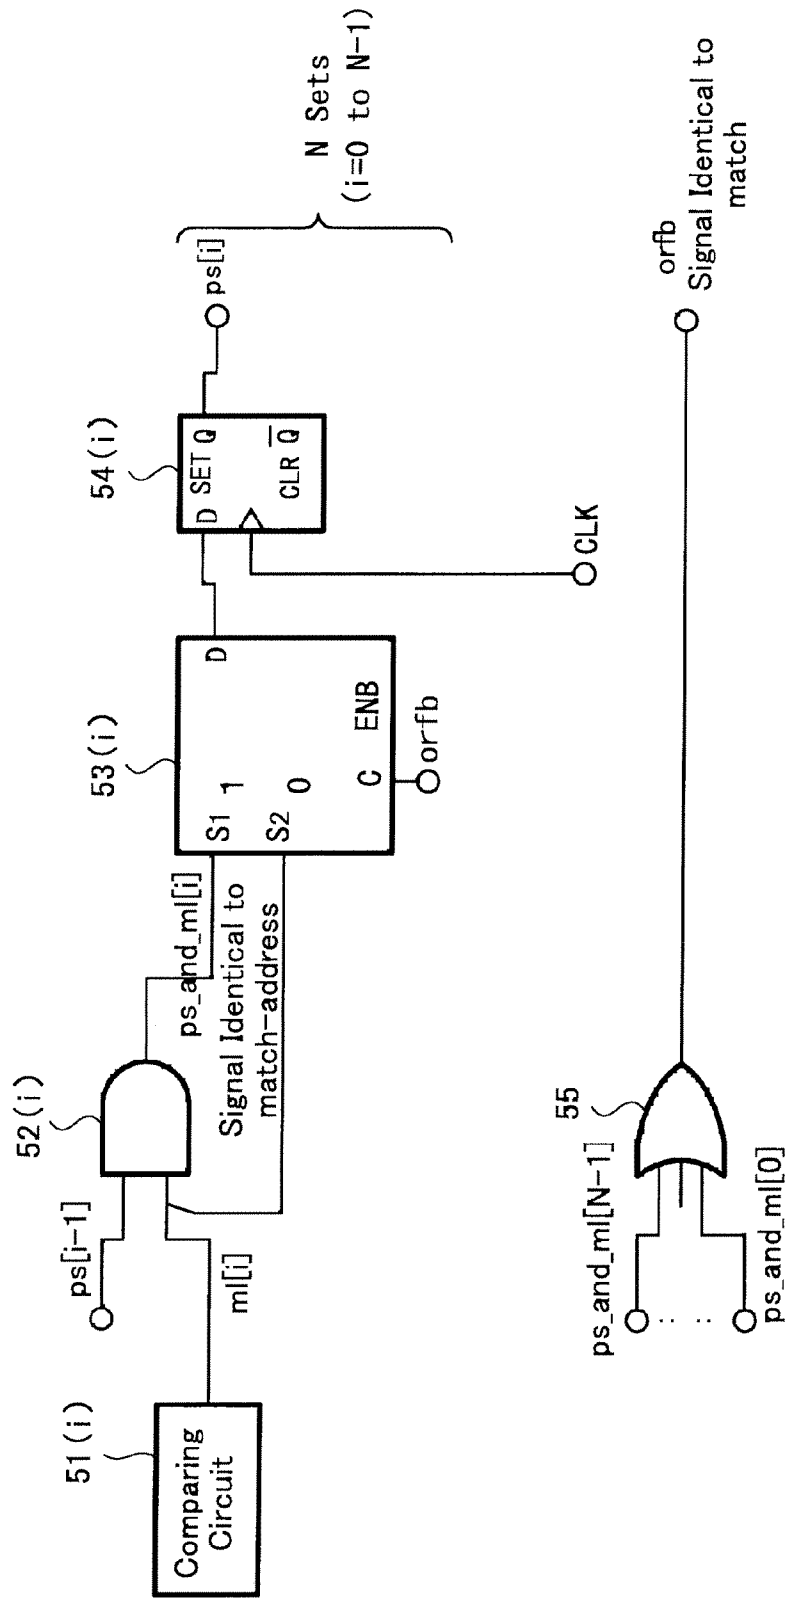 51(i)
Comparing
Circuit
ps[i-1]
ml[i]
52(i)
ps_and_ml[i]
Signal Identical to
match-address
53(i)
S1
1
S2
0
D
C
ENB
orfb
54(i)
D
SET
Q
CLR
Q̅
CLK
ps[i]
N Sets
(i=0 to N-1)
ps_and_ml[N-1]
‥ ‥
ps_and_ml[0]
55
orfb
Signal Identical to
match